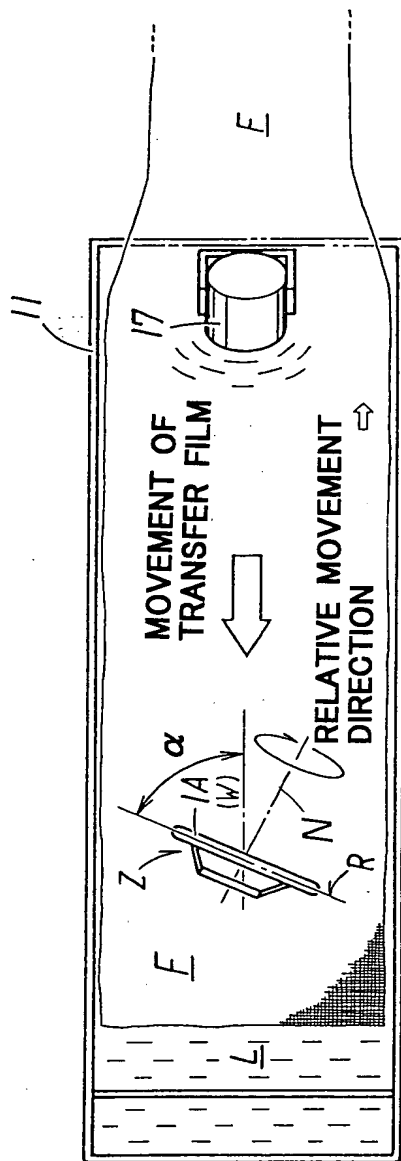 11
F
17
MOVEMENT OF
TRANSFER FILM
RELATIVE MOVEMENT
DIRECTION
α
1A
(W)
Z
N
R
F
L